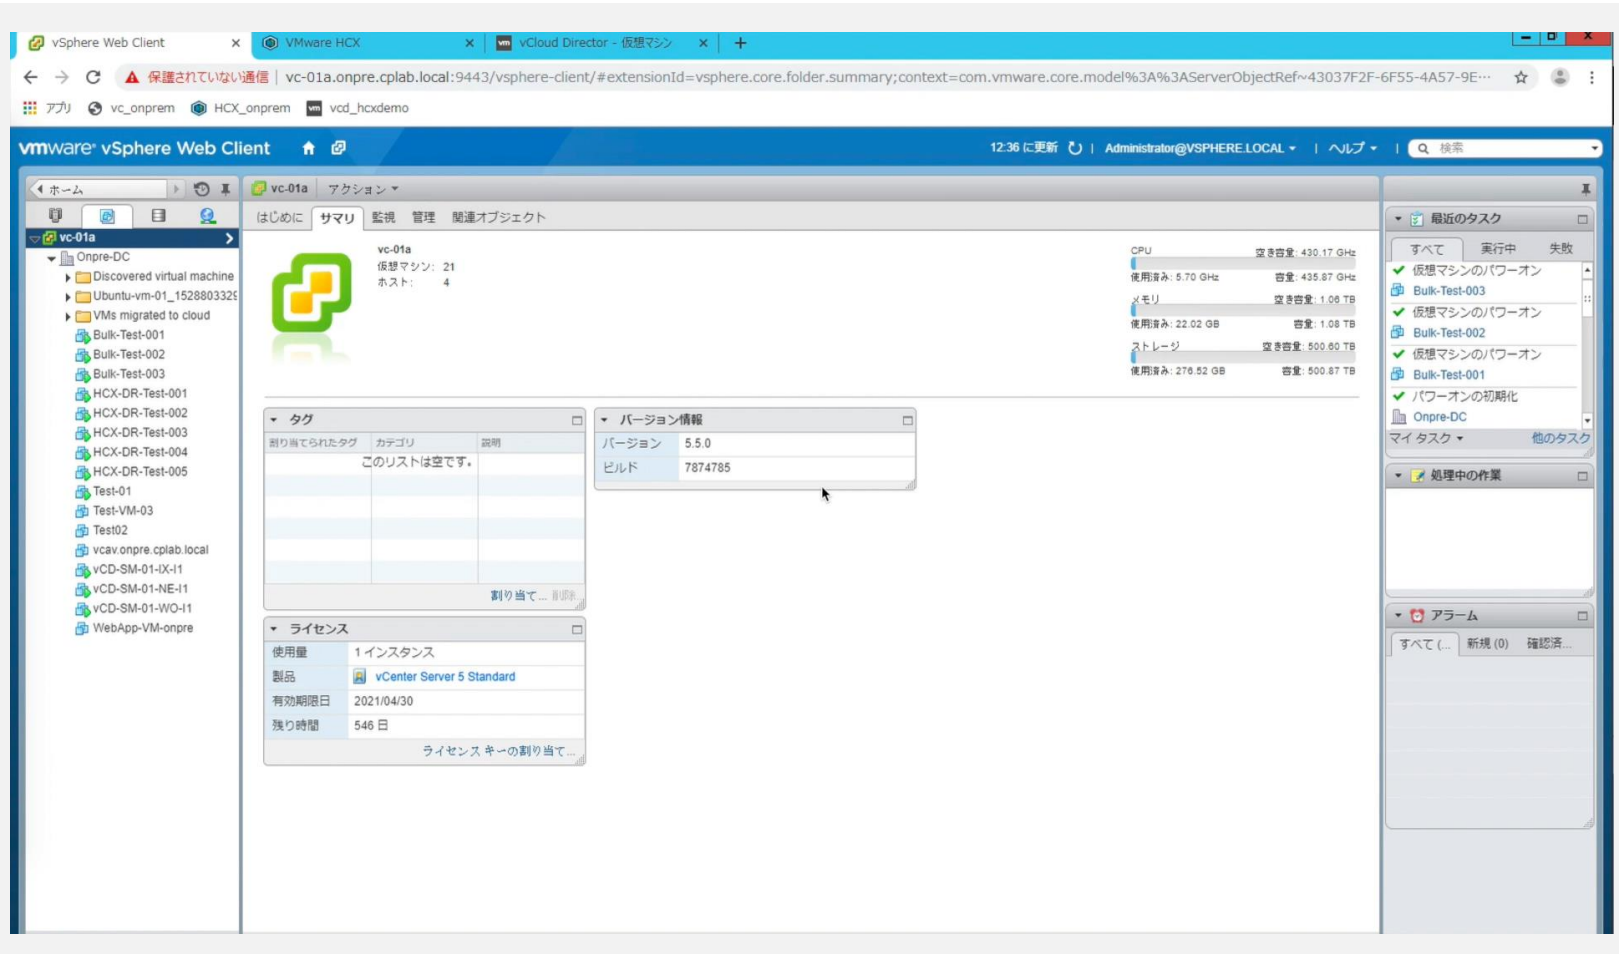 vSphere Web Client
VMware HCX
vm vCloud Director - 仮想マシン
保護されていない通信 | vc-01a.onpre.cplab.local:9443/vsphere-client/#extensionId=vsphere.core.folder.summary;context=com.vmware.core.model%3A%3AServerObjectRef~43037F2F-6F55-4A57-9E…
アプリ vc_onprem HCX_onprem vm vcd_hcxdemo
vmware® vSphere Web Client
12:36 に更新 | Administrator@VSPHERE.LOCAL | ヘルプ | 検索
ホーム
vc-01a アクション
はじめに サマリ 監視 管理 関連オブジェクト
vc-01a
Onpre-DC
Discovered virtual machine
Ubuntu-vm-01_1528803329
VMs migrated to cloud
Bulk-Test-001
Bulk-Test-002
Bulk-Test-003
HCX-DR-Test-001
HCX-DR-Test-002
HCX-DR-Test-003
HCX-DR-Test-004
HCX-DR-Test-005
Test-01
Test-VM-03
Test02
vcav.onpre.cplab.local
vCD-SM-01-IX-I1
vCD-SM-01-NE-I1
vCD-SM-01-WO-I1
WebApp-VM-onpre
vc-01a
仮想マシン: 21
ホスト: 4
CPU 空き容量: 430.17 GHz
使用済み: 5.70 GHz 容量: 435.87 GHz
メモリ 空き容量: 1.06 TB
使用済み: 22.02 GB 容量: 1.08 TB
ストレージ 空き容量: 500.60 TB
使用済み: 276.52 GB 容量: 500.87 TB
タグ
割り当てられたタグ カテゴリ 説明
このリストは空です。
割り当て... 削除...
バージョン情報
バージョン 5.5.0
ビルド 7874785
ライセンス
使用量 1 インスタンス
製品 vCenter Server 5 Standard
有効期限日 2021/04/30
残り時間 546 日
ライセンス キーの割り当て...
最近のタスク
すべて 実行中 失敗
仮想マシンのパワーオン
Bulk-Test-003
仮想マシンのパワーオン
Bulk-Test-002
仮想マシンのパワーオン
Bulk-Test-001
パワーオンの初期化
Onpre-DC
マイ タスク 他のタスク
処理中の作業
アラーム
すべて (... 新規 (0) 確認済...